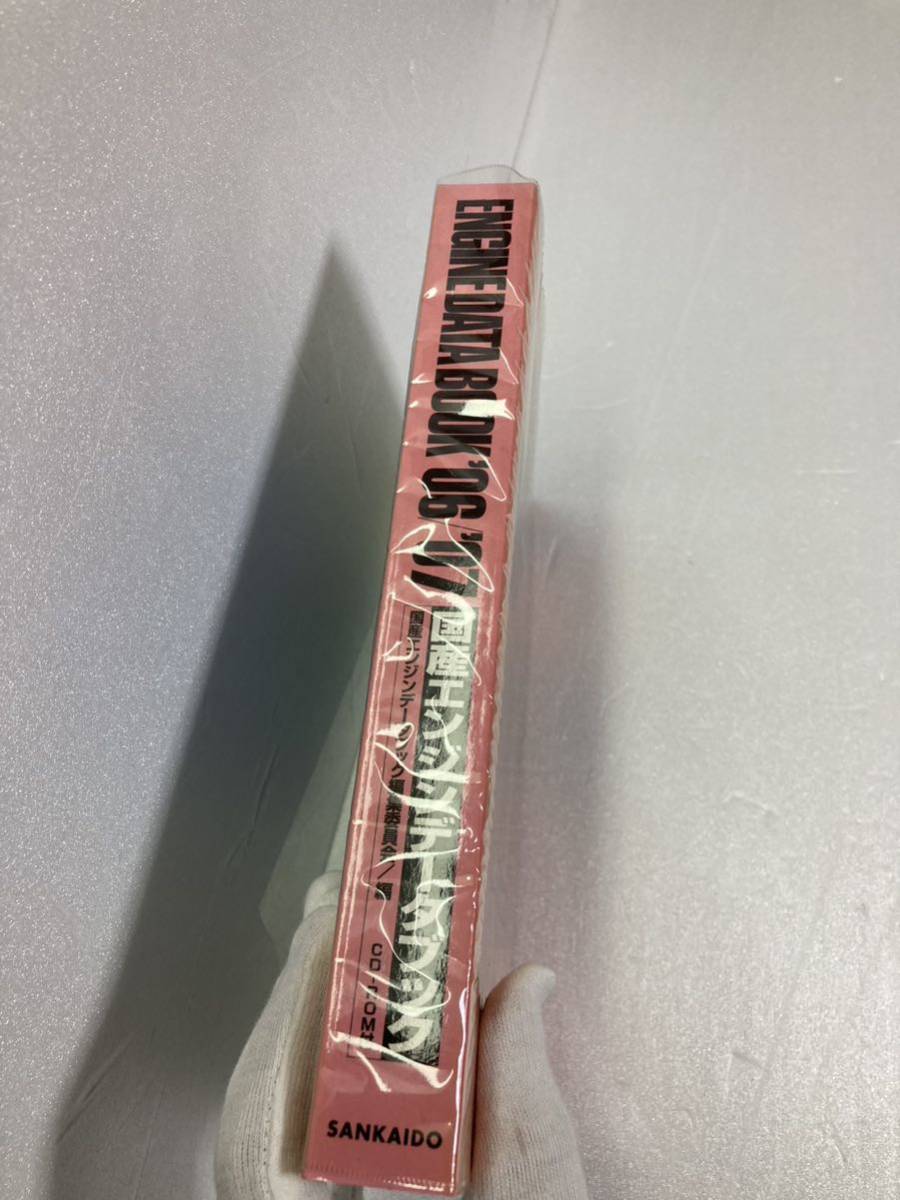 ENGINE DATA BOOK '06/'07
国産エンジンデータブック
国産エンジンデータブック編集委員会/編
CD-ROM付
SANKAIDO